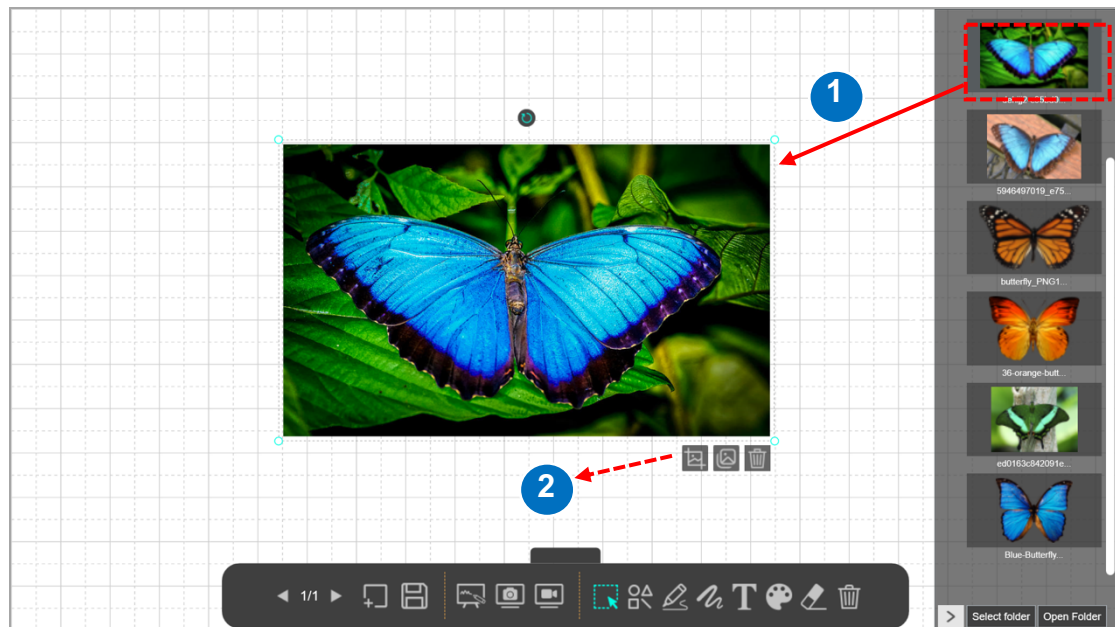 1
5946497019_e75...
butterfly_PNG1...
36-orange-butt...
ed0163c842091e...
2
Blue-Butterfly...
1/1
T
Select folder Open Folder